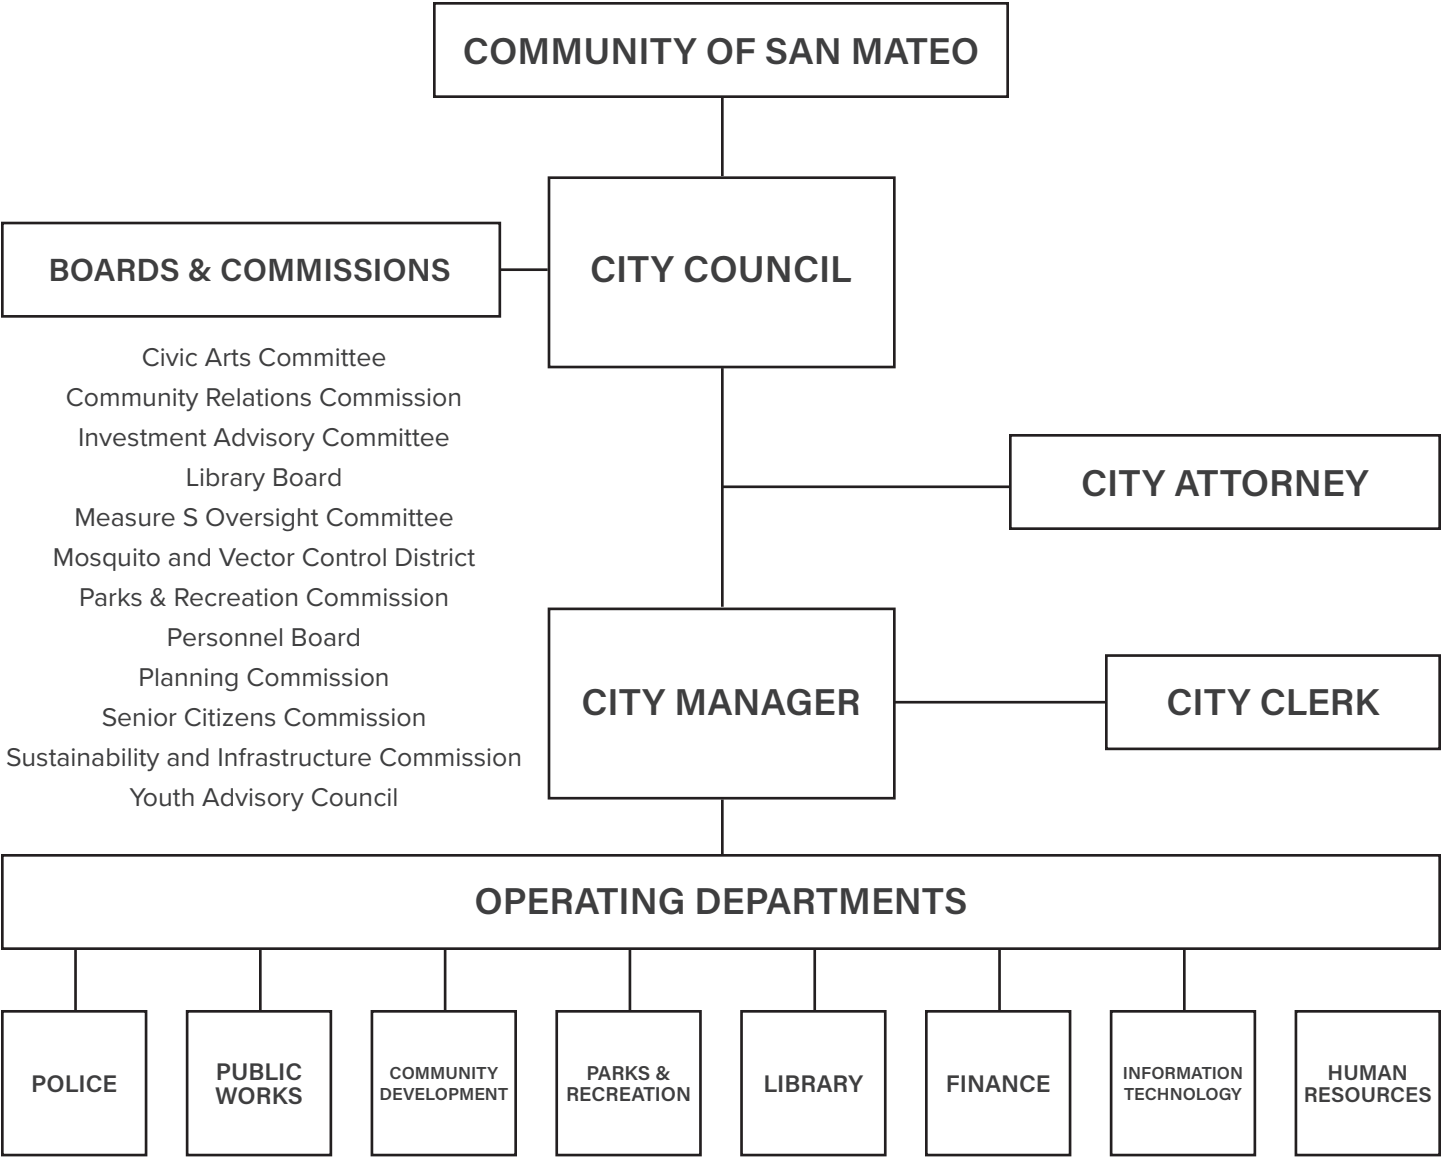 COMMUNITY OF SAN MATEO
CITY COUNCIL
BOARDS & COMMISSIONS
Civic Arts Committee
Community Relations Commission
Investment Advisory Committee
Library Board
Measure S Oversight Committee
Mosquito and Vector Control District
Parks & Recreation Commission
Personnel Board
Planning Commission
Senior Citizens Commission
Sustainability and Infrastructure Commission
Youth Advisory Council
CITY ATTORNEY
CITY MANAGER
CITY CLERK
OPERATING DEPARTMENTS
POLICE
PUBLIC
WORKS
COMMUNITY
DEVELOPMENT
PARKS &
RECREATION
LIBRARY
FINANCE
INFORMATION
TECHNOLOGY
HUMAN
RESOURCES